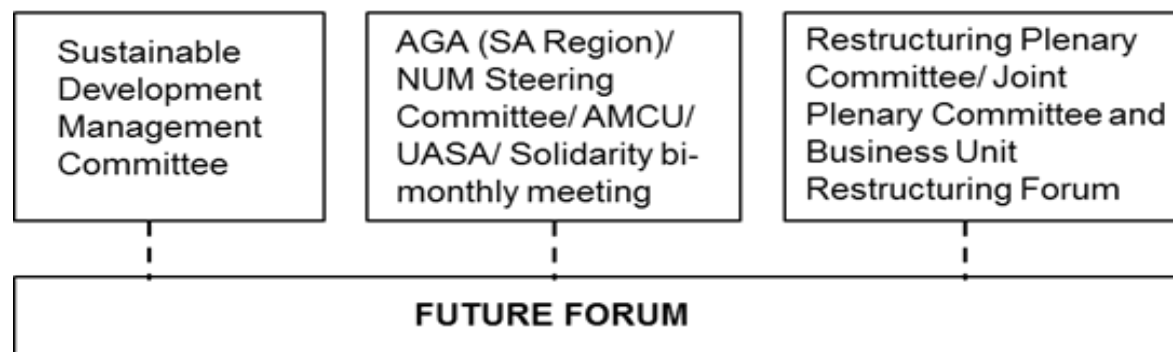 Sustainable
Development
Management
Committee
AGA (SA Region)/
NUM Steering
Committee/ AMCU/
UASA/ Solidarity bi-
monthly meeting
Restructuring Plenary
Committee/ Joint
Plenary Committee and
Business Unit
Restructuring Forum
FUTURE FORUM